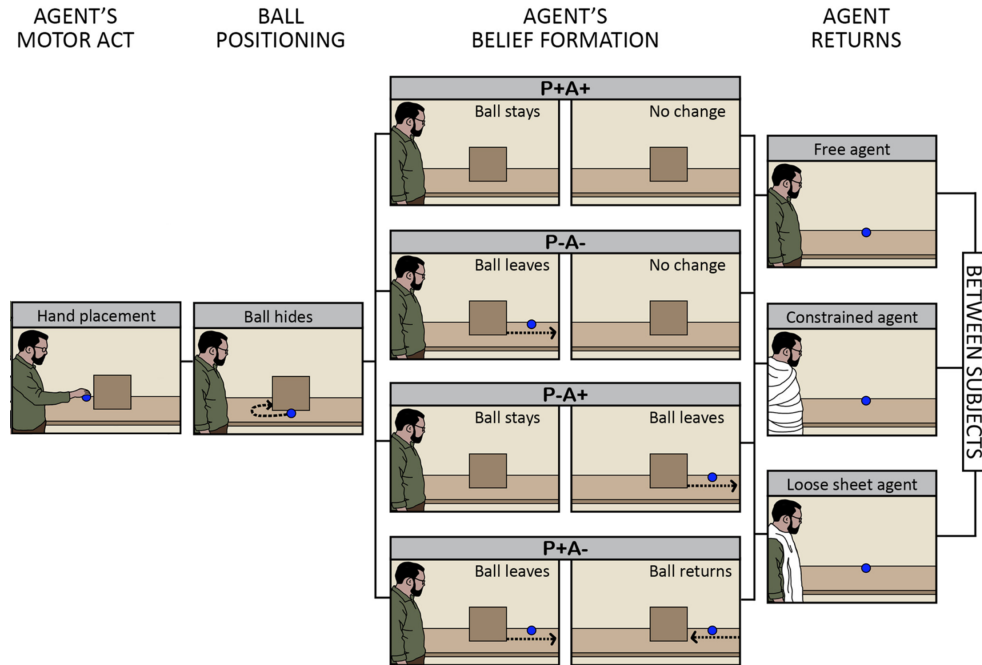 AGENT’S
MOTOR ACT
BALL
POSITIONING
AGENT’S
BELIEF FORMATION
AGENT
RETURNS
Hand placement
Ball hides
P+A+
Ball stays
No change
P-A-
Ball leaves
No change
P-A+
Ball stays
Ball leaves
P+A-
Ball leaves
Ball returns
Free agent
Constrained agent
Loose sheet agent
BETWEEN SUBJECTS